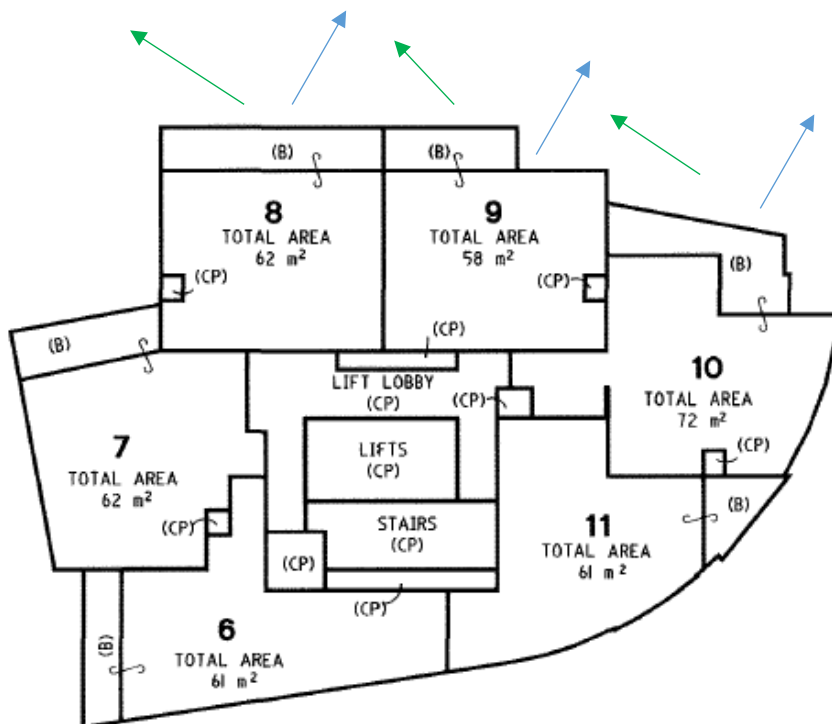 (B)
(B)
8
TOTAL AREA
62 m²
9
TOTAL AREA
58 m²
(CP)
(CP)
(B)
(CP)
(B)
LIFT LOBBY
(CP)
(CP)
10
TOTAL AREA
72 m²
(CP)
7
TOTAL AREA
62 m²
LIFTS
(CP)
(CP)
STAIRS
(CP)
(CP)
(CP)
11
TOTAL AREA
61 m²
(B)
6
TOTAL AREA
61 m²
(B)